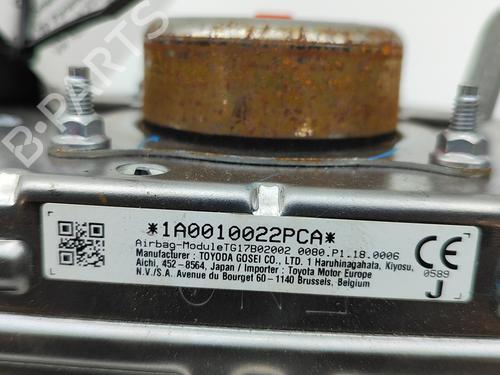 B-PARTS
*1A0010022PCA*
Airbag-ModuleTG17B02002 0080.P1.18.0006
Manufacturer : TOYODA GOSEI CO., LTD. 1 Haruhinagahata, Kiyosu,
Aichi, 452-8564, Japan / Importer : Toyota Motor Europe
N.V./S.A. Avenue du Bourget 60-1140 Brussels, Belgium
CE
0589
J